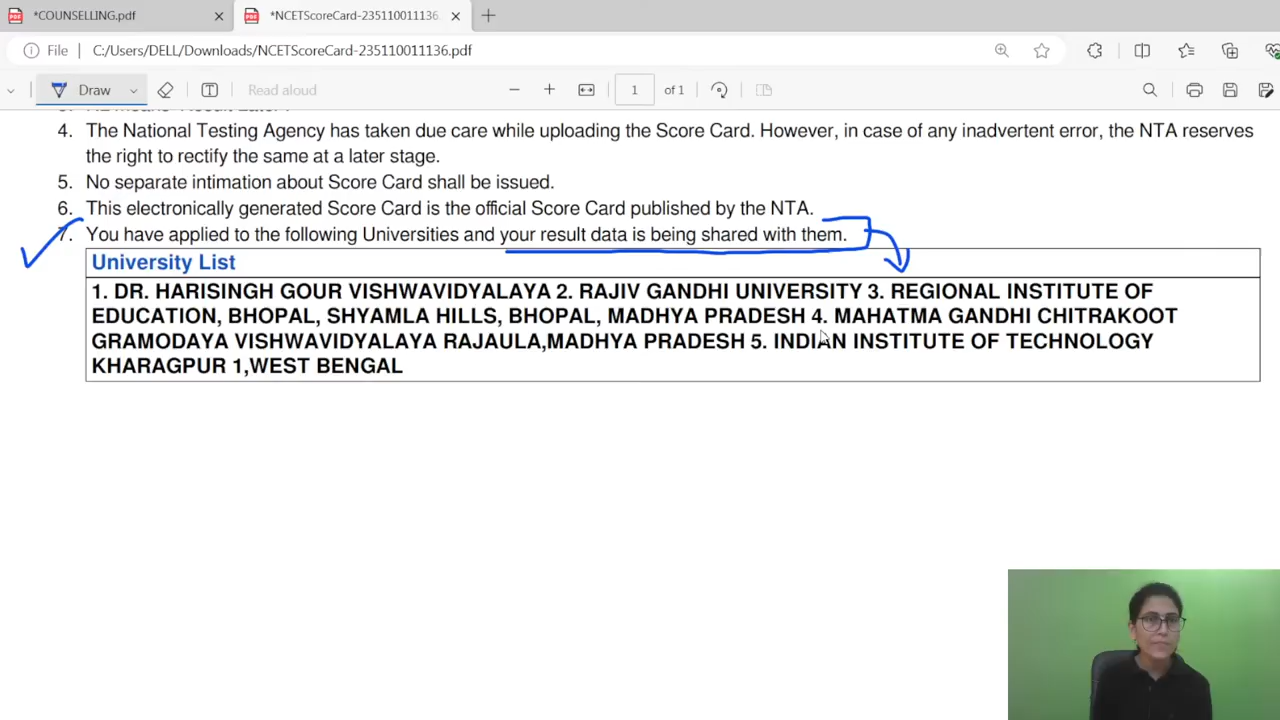 *COUNSELLING.pdf
*NCETScoreCard-235110011136.
File C:/Users/DELL/Downloads/NCETScoreCard-235110011136.pdf
Draw Read aloud 1 of 1
4. The National Testing Agency has taken due care while uploading the Score Card. However, in case of any inadvertent error, the NTA reserves
the right to rectify the same at a later stage.
5. No separate intimation about Score Card shall be issued.
6. This electronically generated Score Card is the official Score Card published by the NTA.
7. You have applied to the following Universities and your result data is being shared with them.
University List
1. DR. HARISINGH GOUR VISHWAVIDYALAYA 2. RAJIV GANDHI UNIVERSITY 3. REGIONAL INSTITUTE OF
EDUCATION, BHOPAL, SHYAMLA HILLS, BHOPAL, MADHYA PRADESH 4. MAHATMA GANDHI CHITRAKOOT
GRAMODAYA VISHWAVIDYALAYA RAJAULA,MADHYA PRADESH 5. INDIAN INSTITUTE OF TECHNOLOGY
KHARAGPUR 1,WEST BENGAL